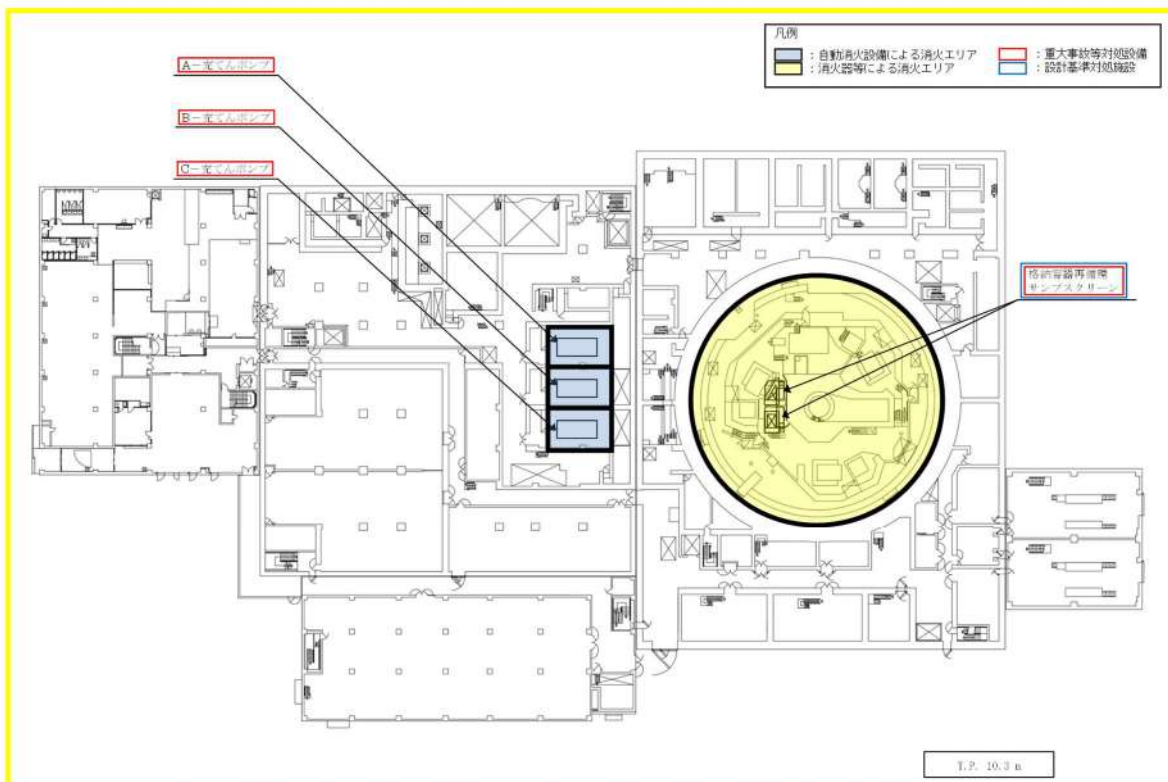 凡例
：自動消火設備による消火エリア
：消火器等による消火エリア
：重大事故等対処設備
：設計基準対処施設
A－充てんポンプ
B－充てんポンプ
C－充てんポンプ
格納容器再循環
サンプスクリーン
T.P. 10.3 m